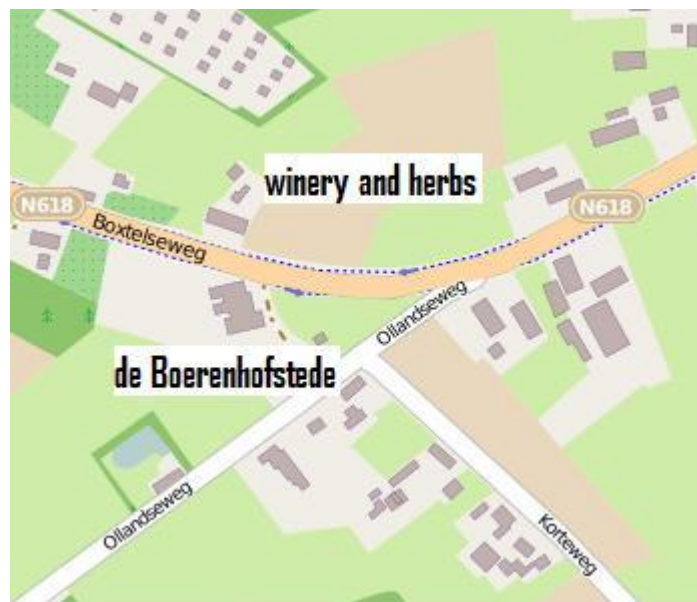 winery and herbs
N618
N618
Boxtelseweg
Ollandseweg
de Boerenhofstede
Ollandseweg
Korteweg